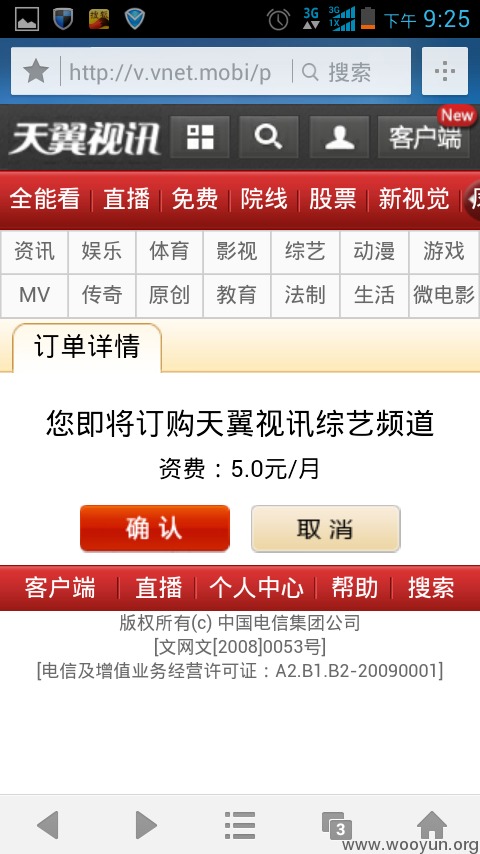 3G 3G 1X 下午 9:25
http://v.vnet.mobi/p 搜索
天翼视讯 客户端 New
全能看 直播 免费 院线 股票 新视觉
资讯 娱乐 体育 影视 综艺 动漫 游戏
MV 传奇 原创 教育 法制 生活 微电影
订单详情
您即将订购天翼视讯综艺频道
资费：5.0元/月
确认 取消
客户端 直播 个人中心 帮助 搜索
版权所有(c) 中国电信集团公司
[文网文[2008]0053号]
[电信及增值业务经营许可证：A2.B1.B2-20090001]
3
www.wooyun.org